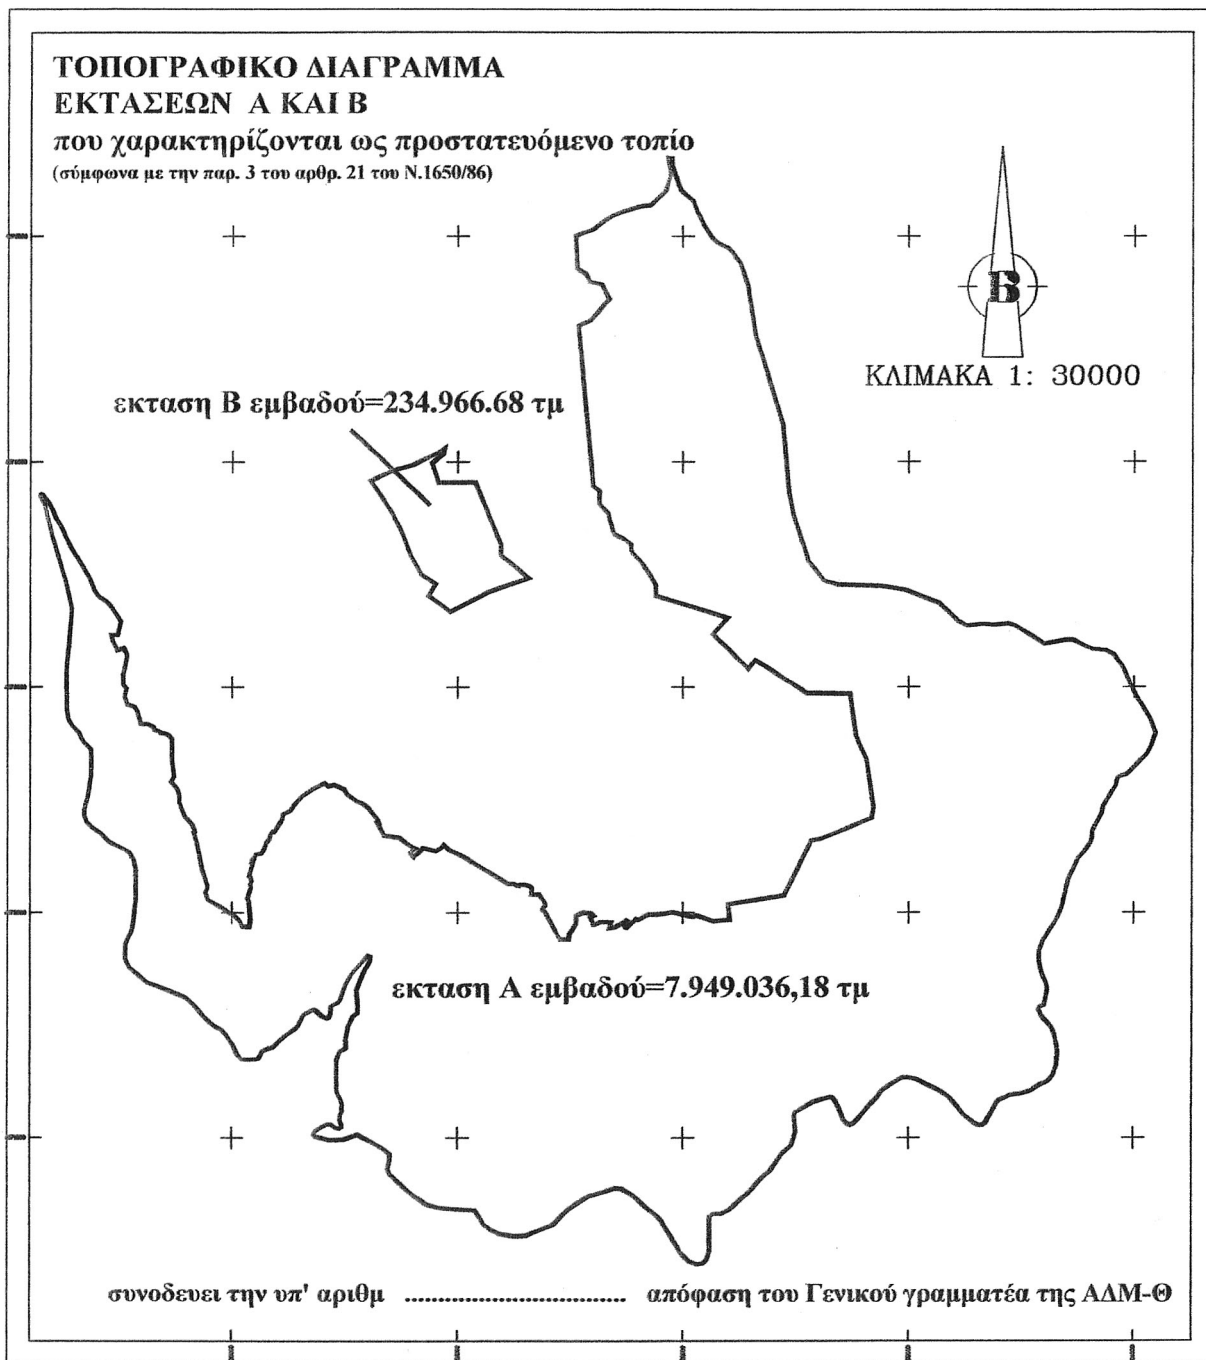 ΤΟΠΟΓΡΑΦΙΚΟ ΔΙΑΓΡΑΜΜΑ
ΕΚΤΑΣΕΩΝ Α ΚΑΙ Β
που χαρακτηρίζονται ως προστατευόμενο τοπίο
(σύμφωνα με την παρ. 3 του αρθρ. 21 του Ν.1650/86)
Β
ΚΛΙΜΑΚΑ 1: 30000
εκταση Β εμβαδού=234.966.68 τμ
εκταση Α εμβαδού=7.949.036,18 τμ
συνοδευει την υπ' αριθμ .................................. απόφαση του Γενικού γραμματέα της ΑΔΜ-Θ